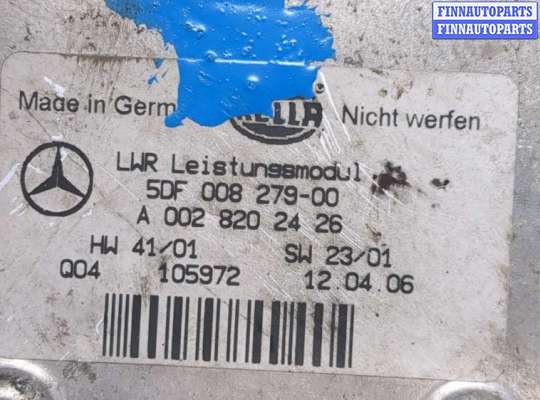 FINNAUTOPARTS
FINNAUTOPARTS
Made in Germ
Nicht werfen
LWR Leistungsmodul
5DF 008 279-00
A 002 820 24 26
HW 41/01 SW 23/01
Q04 105972 12.04.06